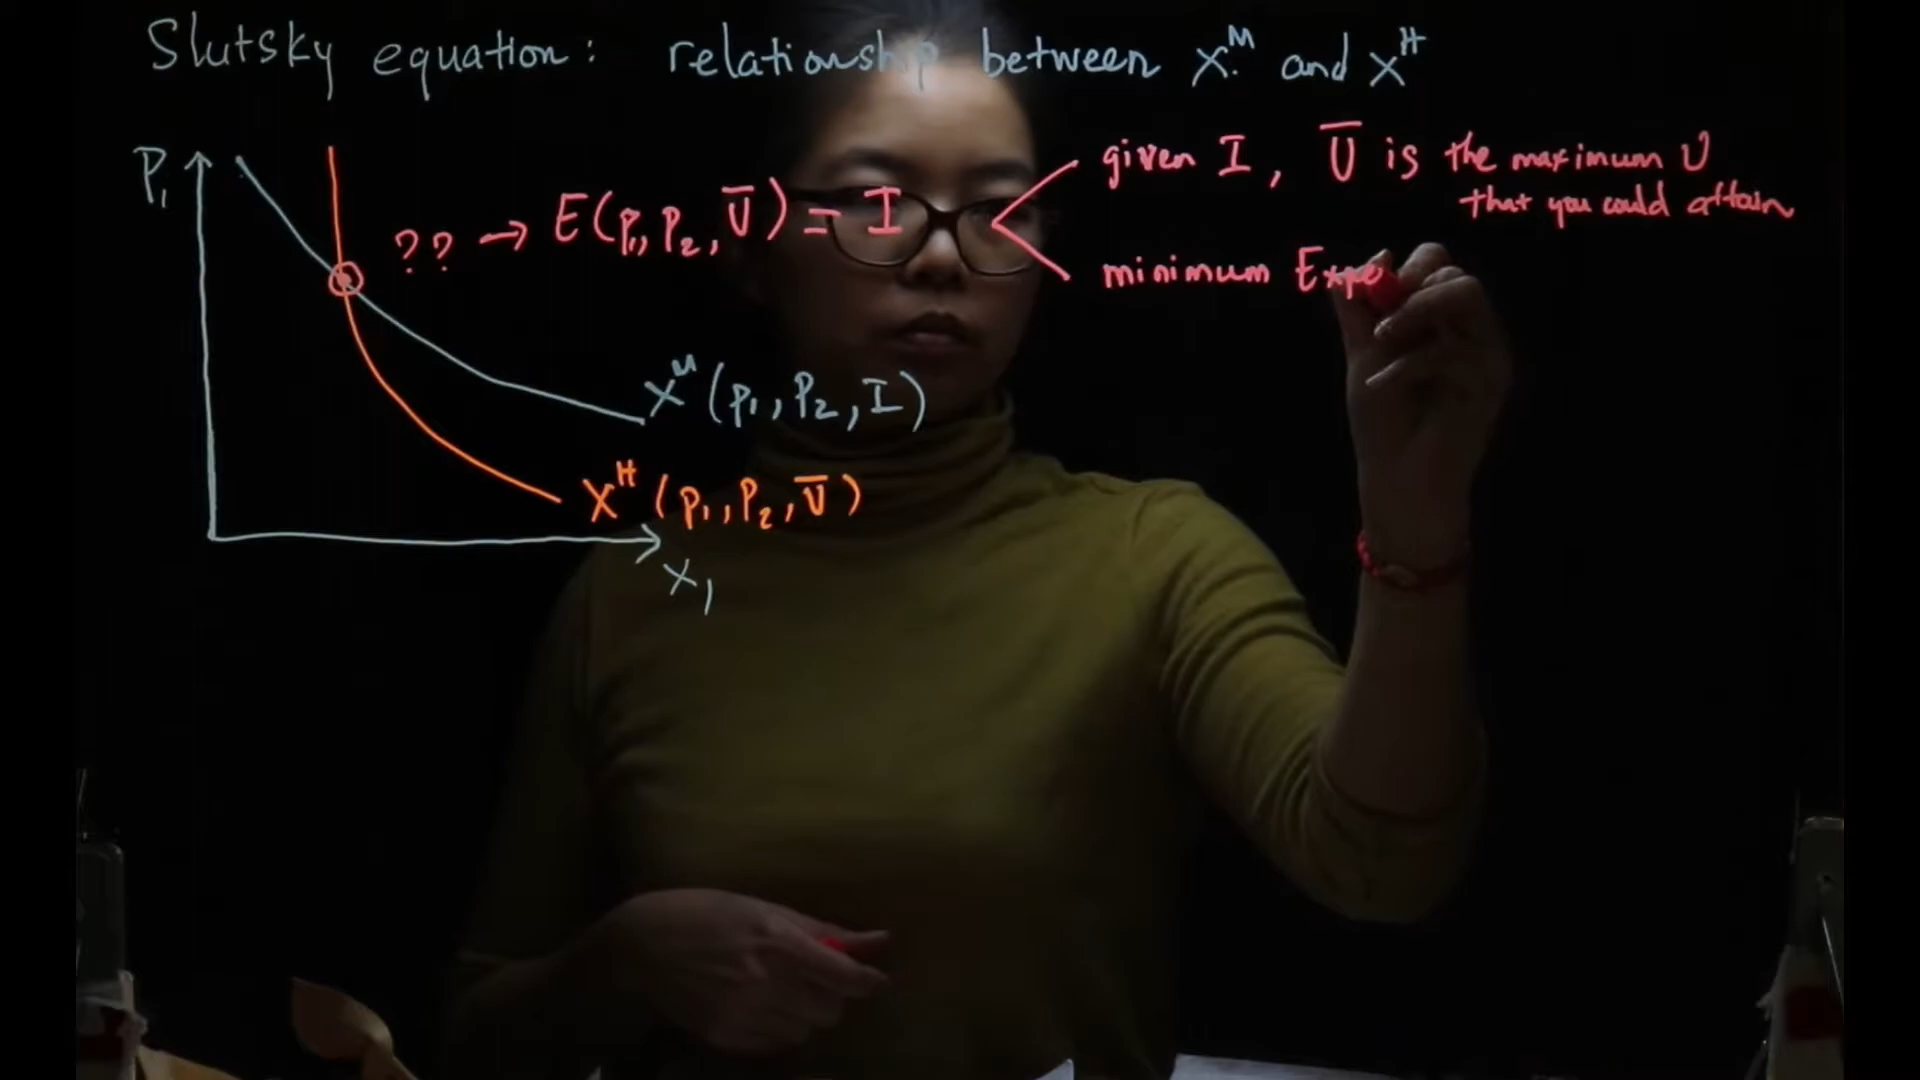 Slutsky equation: relationship between X^M and X^H
P₁
given I, Ū is the maximum U
that you could attain
?? → E(P₁, P₂, Ū) = I
minimum Expe
X^M (P₁, P₂, I)
X^H (P₁, P₂, Ū)
X₁